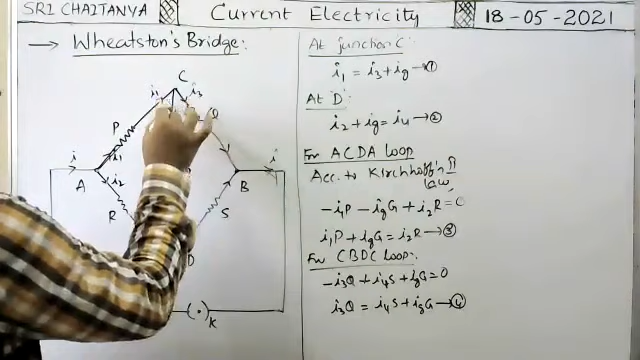 SRI CHAITANYA
Current Electricity
18-05-2021
→ Wheatston's Bridge:
C
i₁
i₃
P
Q
i
i₁
A
i₂
B
i
R
S
D
K
At junction C:
i₁ = i₃ + ig → ①
At D:
i₂ + ig = i₄ → ②
For ACDA loop
Acc. to Kirchhoff's II
law,
-i₁P - igG + i₂R = 0
i₁P + igG = i₂R → ③
For CBDC loop:
-i₃Q + i₄S + igG = 0
i₃Q = i₄S + igG → ④